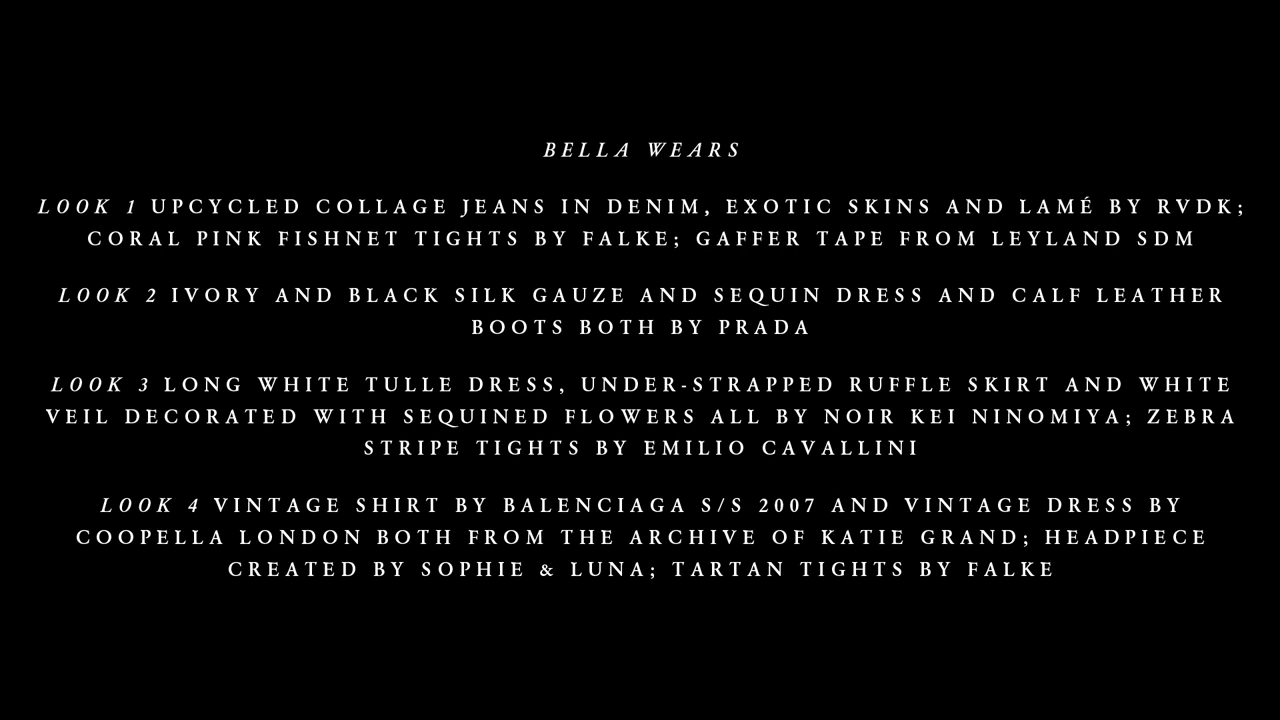 BELLA WEARS
LOOK 1 UPCYCLED COLLAGE JEANS IN DENIM, EXOTIC SKINS AND LAMÉ BY RVDK;
CORAL PINK FISHNET TIGHTS BY FALKE; GAFFER TAPE FROM LEYLAND SDM
LOOK 2 IVORY AND BLACK SILK GAUZE AND SEQUIN DRESS AND CALF LEATHER
BOOTS BOTH BY PRADA
LOOK 3 LONG WHITE TULLE DRESS, UNDER-STRAPPED RUFFLE SKIRT AND WHITE
VEIL DECORATED WITH SEQUINED FLOWERS ALL BY NOIR KEI NINOMIYA; ZEBRA
STRIPE TIGHTS BY EMILIO CAVALLINI
LOOK 4 VINTAGE SHIRT BY BALENCIAGA S/S 2007 AND VINTAGE DRESS BY
COOPELLA LONDON BOTH FROM THE ARCHIVE OF KATIE GRAND; HEADPIECE
CREATED BY SOPHIE & LUNA; TARTAN TIGHTS BY FALKE